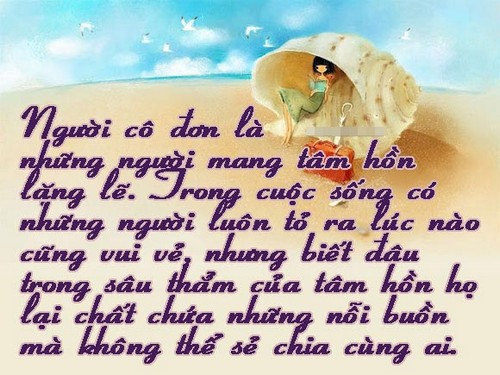 Người cô đơn là
những người mang tâm hồn
lặng lẽ. Trong cuộc sống có
những người luôn tỏ ra lúc nào
cũng vui vẻ, nhưng biết đâu
trong sâu thẳm của tâm hồn họ
lại chất chứa những nỗi buồn
mà không thể sẻ chia cùng ai.